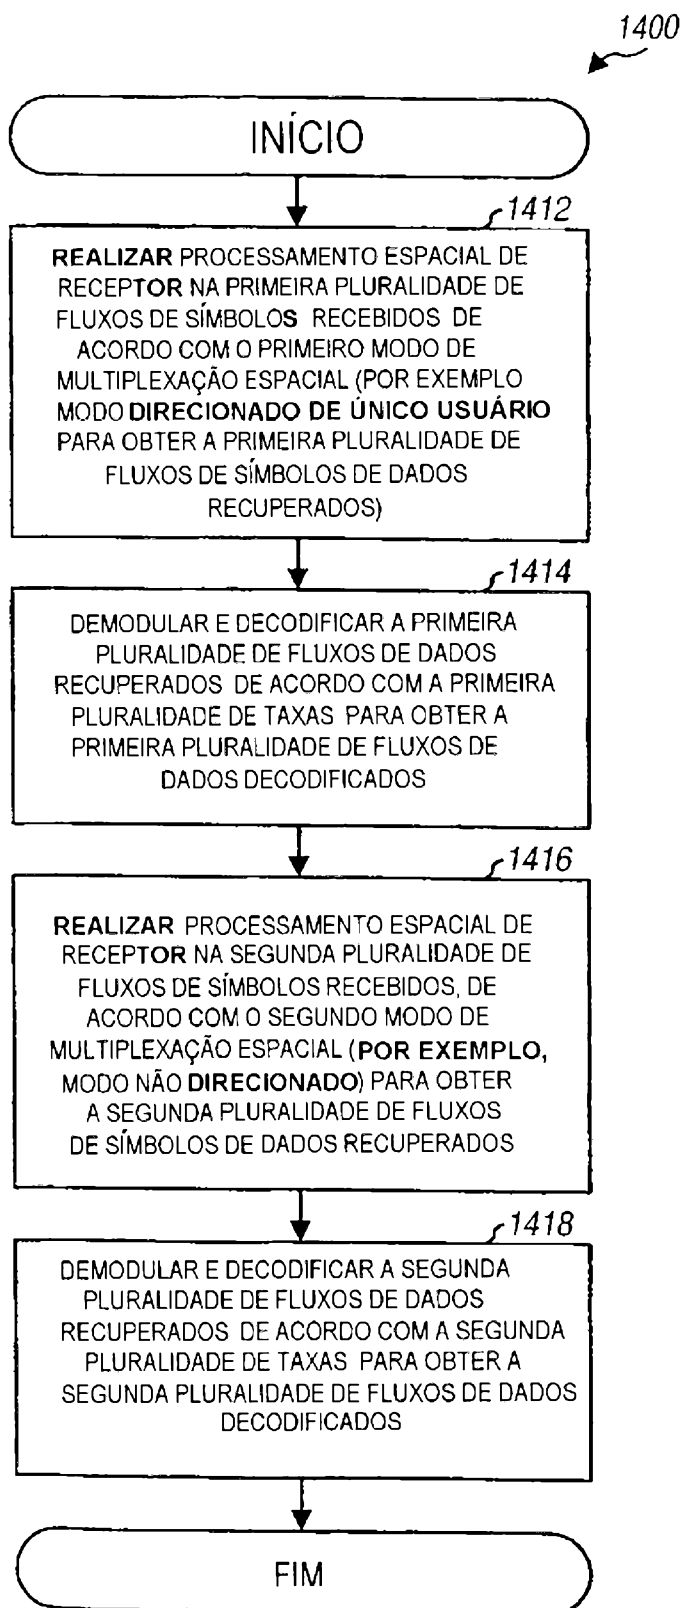 1400
INÍCIO
1412
REALIZAR PROCESSAMENTO ESPACIAL DE
RECEPTOR NA PRIMEIRA PLURALIDADE DE
FLUXOS DE SÍMBOLOS RECEBIDOS DE
ACORDO COM O PRIMEIRO MODO DE
MULTIPLEXAÇÃO ESPACIAL (POR EXEMPLO
MODO DIRECIONADO DE ÚNICO USUÁRIO
PARA OBTER A PRIMEIRA PLURALIDADE DE
FLUXOS DE SÍMBOLOS DE DADOS
RECUPERADOS)
1414
DEMODULAR E DECODIFICAR A PRIMEIRA
PLURALIDADE DE FLUXOS DE DADOS
RECUPERADOS DE ACORDO COM A PRIMEIRA
PLURALIDADE DE TAXAS PARA OBTER A
PRIMEIRA PLURALIDADE DE FLUXOS DE
DADOS DECODIFICADOS
1416
REALIZAR PROCESSAMENTO ESPACIAL DE
RECEPTOR NA SEGUNDA PLURALIDADE DE
FLUXOS DE SÍMBOLOS RECEBIDOS, DE
ACORDO COM O SEGUNDO MODO DE
MULTIPLEXAÇÃO ESPACIAL (POR EXEMPLO,
MODO NÃO DIRECIONADO) PARA OBTER
A SEGUNDA PLURALIDADE DE FLUXOS
DE SÍMBOLOS DE DADOS RECUPERADOS
1418
DEMODULAR E DECODIFICAR A SEGUNDA
PLURALIDADE DE FLUXOS DE DADOS
RECUPERADOS DE ACORDO COM A SEGUNDA
PLURALIDADE DE TAXAS PARA OBTER A
SEGUNDA PLURALIDADE DE FLUXOS DE DADOS
DECODIFICADOS
FIM